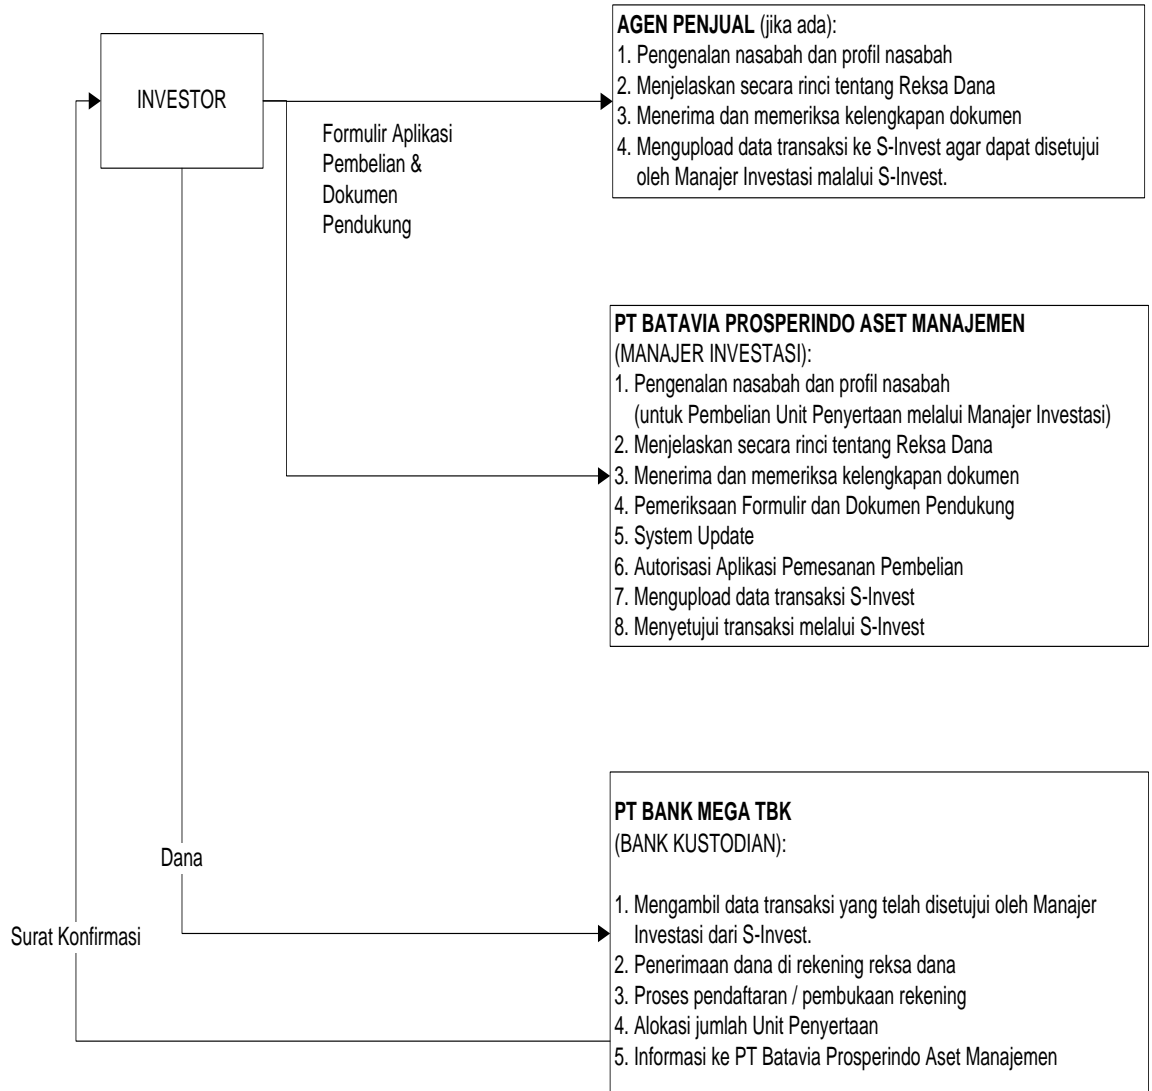 INVESTOR
Formulir Aplikasi
Pembelian &
Dokumen
Pendukung
AGEN PENJUAL (jika ada):
1. Pengenalan nasabah dan profil nasabah
2. Menjelaskan secara rinci tentang Reksa Dana
3. Menerima dan memeriksa kelengkapan dokumen
4. Mengupload data transaksi ke S-Invest agar dapat disetujui
oleh Manajer Investasi malalui S-Invest.
PT BATAVIA PROSPERINDO ASET MANAJEMEN
(MANAJER INVESTASI):
1. Pengenalan nasabah dan profil nasabah
(untuk Pembelian Unit Penyertaan melalui Manajer Investasi)
2. Menjelaskan secara rinci tentang Reksa Dana
3. Menerima dan memeriksa kelengkapan dokumen
4. Pemeriksaan Formulir dan Dokumen Pendukung
5. System Update
6. Autorisasi Aplikasi Pemesanan Pembelian
7. Mengupload data transaksi S-Invest
8. Menyetujui transaksi melalui S-Invest
Dana
Surat Konfirmasi
PT BANK MEGA TBK
(BANK KUSTODIAN):
1. Mengambil data transaksi yang telah disetujui oleh Manajer
Investasi dari S-Invest.
2. Penerimaan dana di rekening reksa dana
3. Proses pendaftaran / pembukaan rekening
4. Alokasi jumlah Unit Penyertaan
5. Informasi ke PT Batavia Prosperindo Aset Manajemen